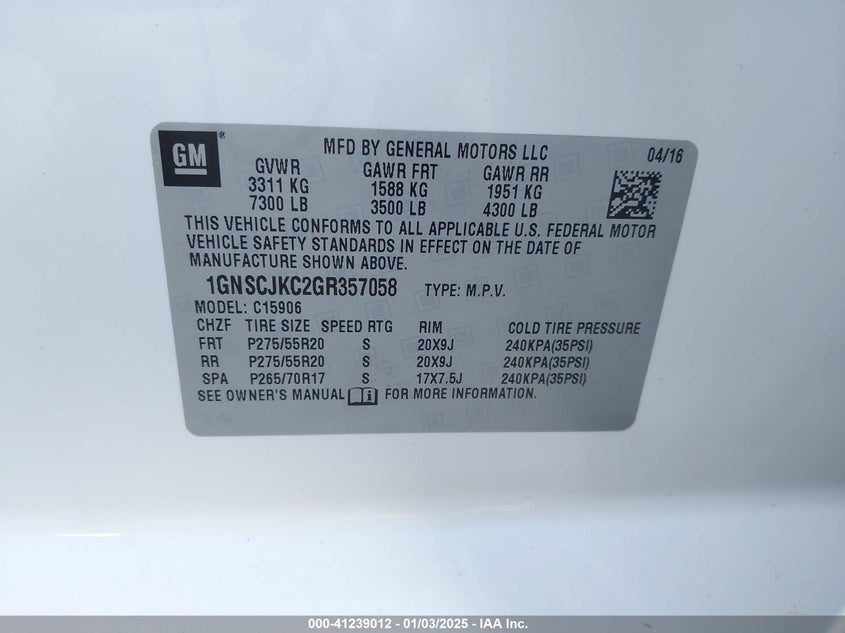 GM ®
MFD BY GENERAL MOTORS LLC 04/16
GVWR GAWR FRT GAWR RR
3311 KG 1588 KG 1951 KG
7300 LB 3500 LB 4300 LB
THIS VEHICLE CONFORMS TO ALL APPLICABLE U.S. FEDERAL MOTOR
VEHICLE SAFETY STANDARDS IN EFFECT ON THE DATE OF
MANUFACTURE SHOWN ABOVE.
1GNSCJKC2GR357058 TYPE: M.P.V.
MODEL: C15906
CHZF TIRE SIZE SPEED RTG RIM COLD TIRE PRESSURE
FRT P275/55R20 S 20X9J 240KPA(35PSI)
RR P275/55R20 S 20X9J 240KPA(35PSI)
SPA P265/70R17 S 17X7.5J 240KPA(35PSI)
SEE OWNER'S MANUAL FOR MORE INFORMATION.
000-41239012 - 01/03/2025 - IAA Inc.